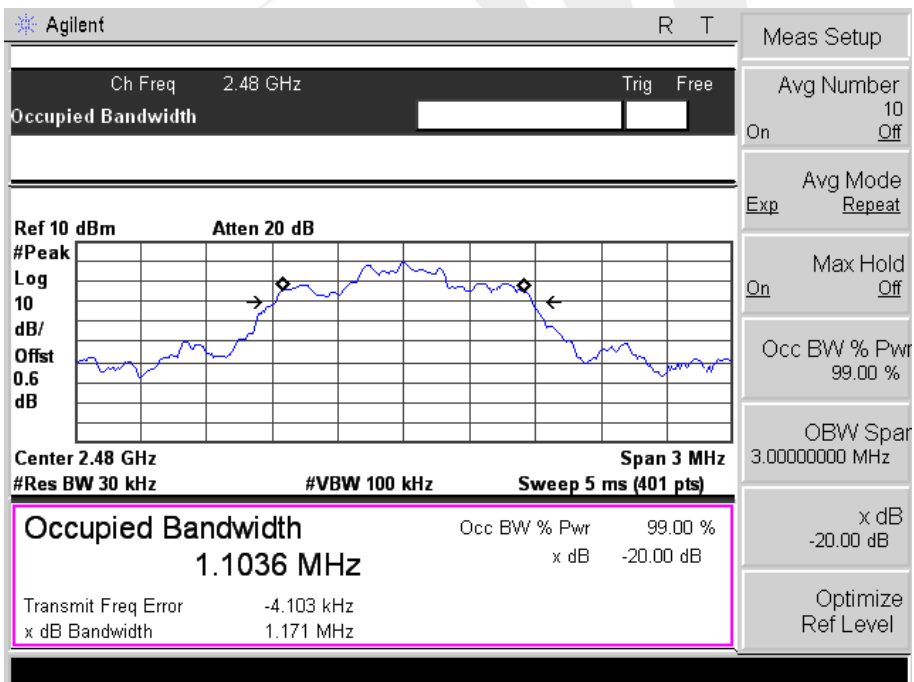 Agilent R T
Ch Freq 2.48 GHz Trig Free
Occupied Bandwidth
Ref 10 dBm Atten 20 dB
#Peak
Log
10
dB/
Offst
0.6
dB
Center 2.48 GHz Span 3 MHz
#Res BW 30 kHz #VBW 100 kHz Sweep 5 ms (401 pts)
Occupied Bandwidth
1.1036 MHz
Occ BW % Pwr 99.00 %
x dB -20.00 dB
Transmit Freq Error -4.103 kHz
x dB Bandwidth 1.171 MHz
Meas Setup
Avg Number
10
On Off
Avg Mode
Exp Repeat
Max Hold
On Off
Occ BW % Pwr
99.00 %
OBW Span
3.00000000 MHz
x dB
-20.00 dB
Optimize
Ref Level